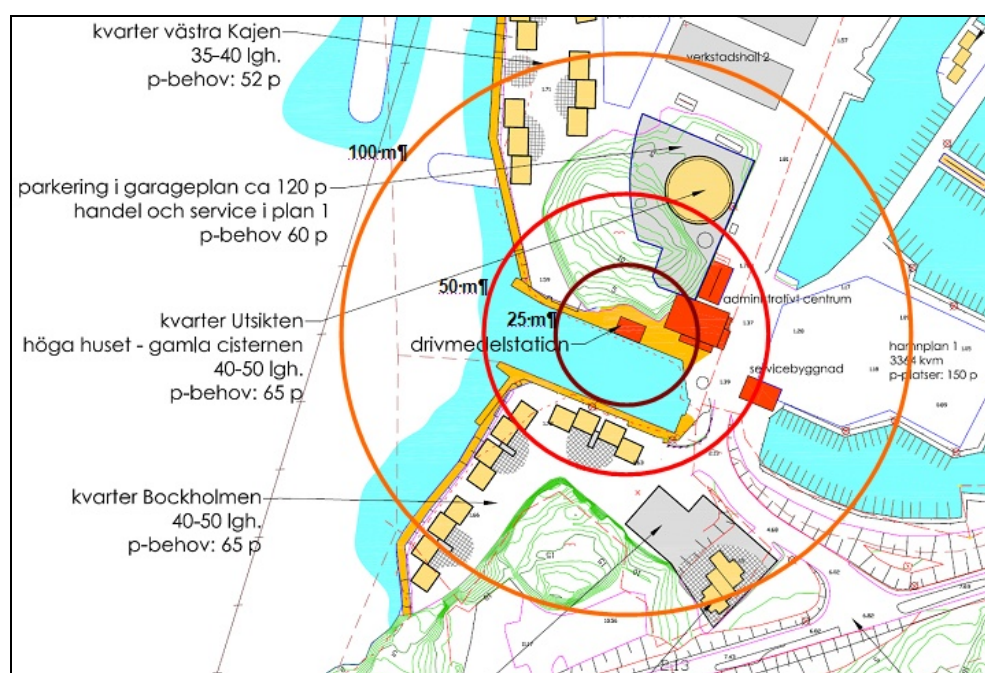 kvarter västra Kajen
35-40 lgh.
p-behov: 52 p
verkstadshall 2
100·m¶
parkering i garageplan ca 120 p
handel och service i plan 1
p-behov 60 p
50·m¶
25·m¶
drivmedelstation
administrativt centrum
kvarter Utsikten
höga huset - gamla cisternen
40-50 lgh.
p-behov: 65 p
servicebyggnad
hamnplan 1
3364 kvm
p-platser: 150 p
kvarter Bockholmen
40-50 lgh.
p-behov: 65 p